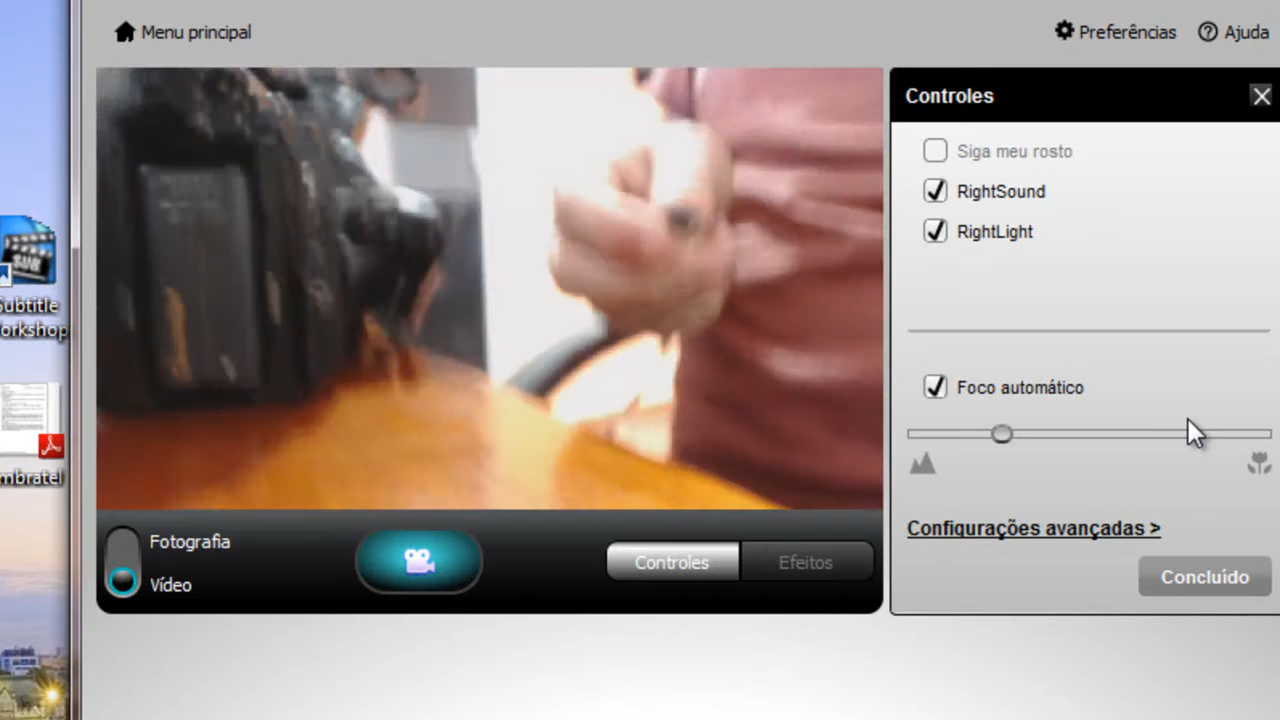 Menu principal
Preferências
Ajuda
Controles
Siga meu rosto
RightSound
RightLight
Foco automático
Configurações avançadas >
Concluído
Fotografia
Vídeo
Controles
Efeitos
SUB
Subtitle
orkshop
mbratel